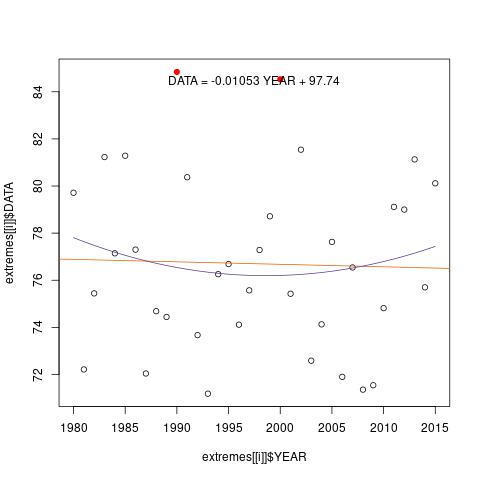 DATA = -0.01053 YEAR + 97.74
84
82
80
78
76
74
72
extremes[[i]]$DATA
1980 1985 1990 1995 2000 2005 2010 2015
extremes[[i]]$YEAR